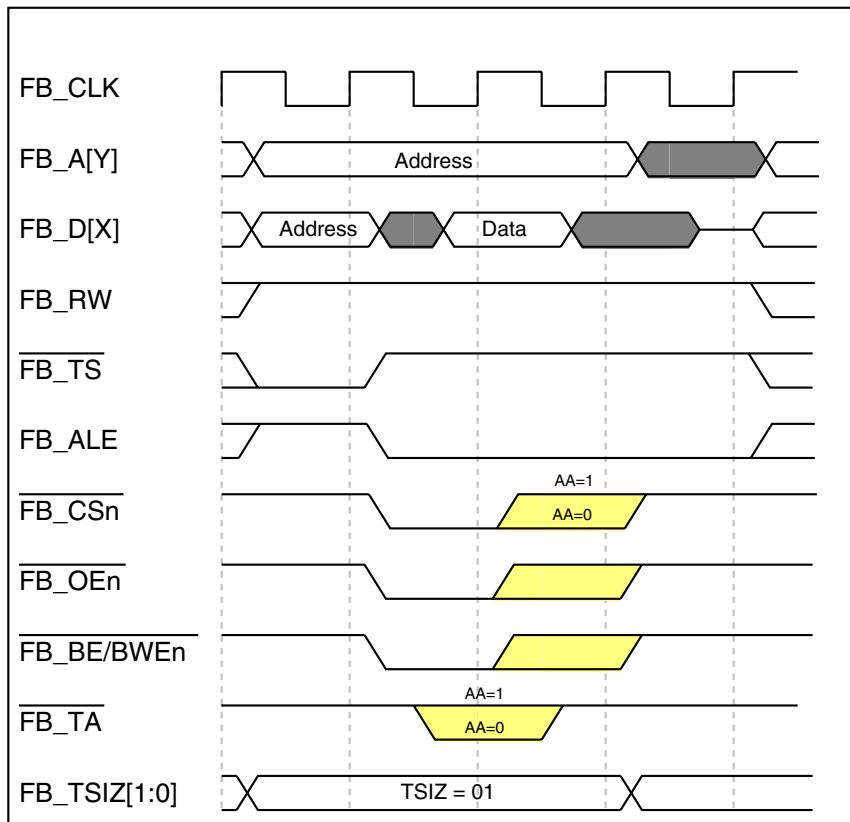 FB_CLK
FB_A[Y]
Address
FB_D[X]
Address
Data
FB_RW
FB_TS
FB_ALE
FB_CSn
AA=1
AA=0
FB_OEn
FB_BE/BWEn
FB_TA
AA=1
AA=0
FB_TSIZ[1:0]
TSIZ = 01